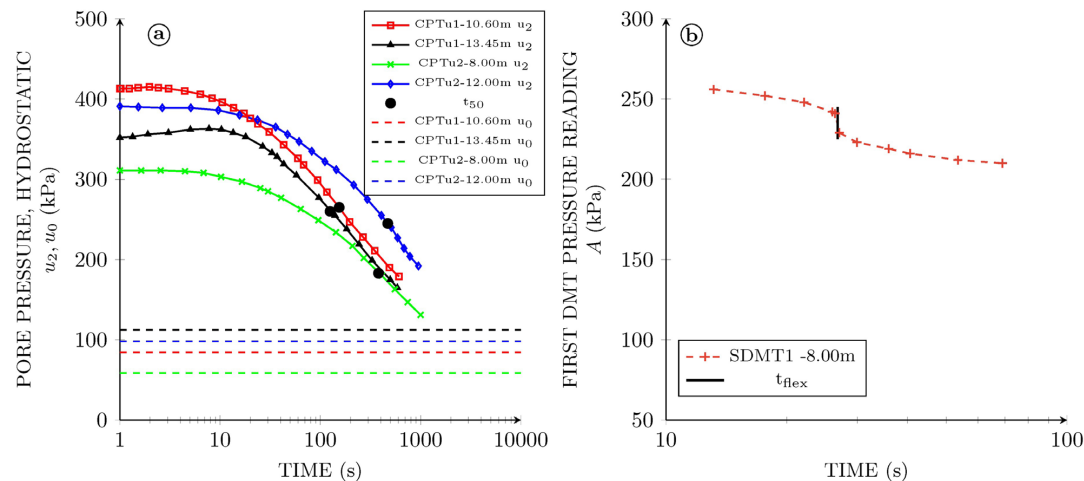 a
PORE PRESSURE, HYDROSTATIC
u₂, u₀ (kPa)
500
400
300
200
100
0
1
10
100
1000
10000
TIME (s)
CPTu1-10.60m u₂
CPTu1-13.45m u₂
CPTu2-8.00m u₂
CPTu2-12.00m u₂
t₅₀
CPTu1-10.60m u₀
CPTu1-13.45m u₀
CPTu2-8.00m u₀
CPTu2-12.00m u₀
b
FIRST DMT PRESSURE READING
A (kPa)
300
250
200
150
100
50
10
100
TIME (s)
SDMT1 -8.00m
t_flex